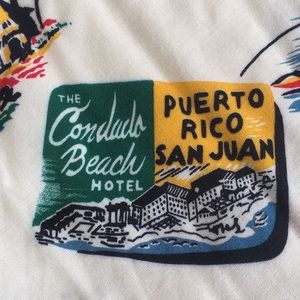 THE
Condado
Beach
HOTEL
PUERTO
RICO
SAN JUAN